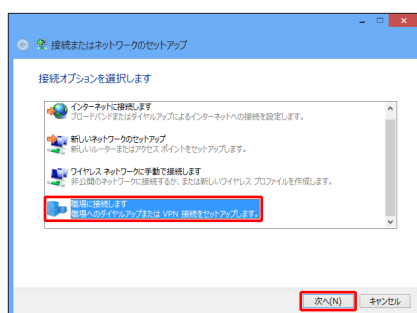 接続またはネットワークのセットアップ
接続オプションを選択します
インターネットに接続します
ブロードバンドまたはダイヤルアップによるインターネットへの接続を設定します。
新しいネットワークのセットアップ
新しいルーターまたはアクセス ポイントをセットアップします。
ワイヤレス ネットワークに手動で接続します
非公開のネットワークに接続するか、または新しいワイヤレス プロファイルを作成します。
職場に接続します
職場へのダイヤルアップまたは VPN 接続をセットアップします。
次へ(N)
キャンセル